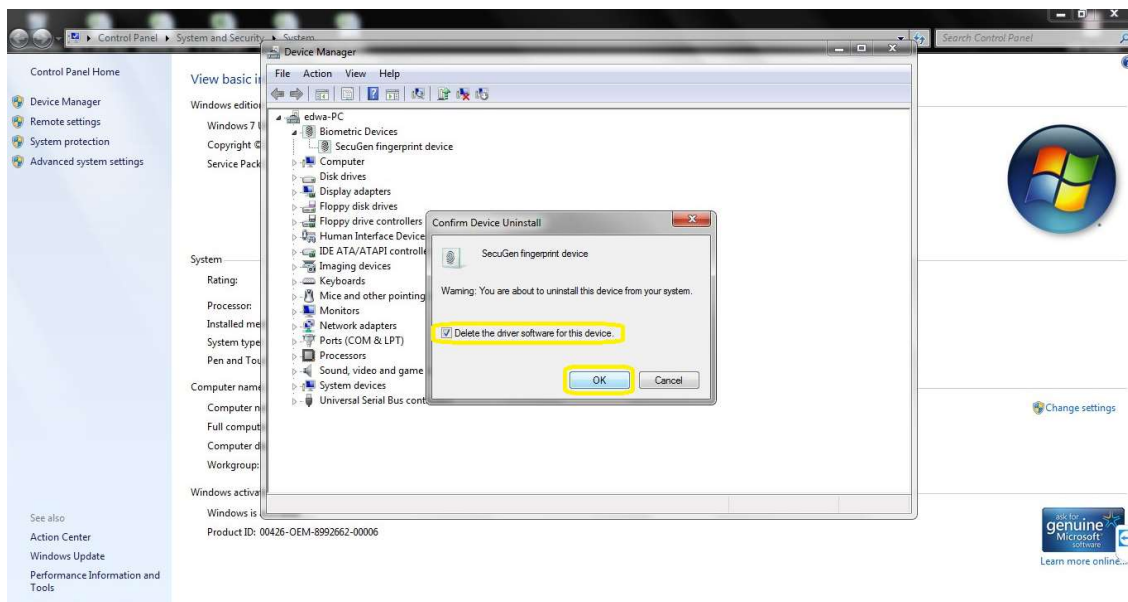 Control Panel ▸ System and Security ▸ System
Search Control Panel
Control Panel Home
Device Manager
Remote settings
System protection
Advanced system settings
View basic
Windows edition
Windows 7
Copyright ©
Service Pack
System
Rating:
Processor:
Installed
System type
Pen and
Computer name
Computer
Full
Computer
Workgroup:
Windows
Windows is
Product ID: 00426-OEM-8992662-00006
Device Manager
File Action View Help
edwa-PC
Biometric Devices
SecuGen fingerprint device
Computer
Disk drives
Display adapters
Floppy disk drives
Floppy drive controllers
Human Interface Device
IDE ATA/ATAPI
Imaging devices
Keyboards
Mice and other pointing
Monitors
Network adapters
Ports (COM & LPT)
Processors
Sound, video and game
System devices
Universal Serial Bus
Confirm Device Uninstall
SecuGen fingerprint device
Warning: You are about to uninstall this device from your system.
Delete the driver software for this device.
OK Cancel
Change settings
See also
Action Center
Windows Update
Performance Information and
Tools
ask for
genuine
Microsoft
software
Learn more online...